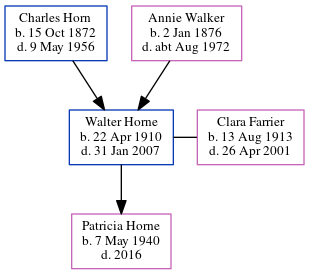 Charles Horn
b. 15 Oct 1872
d. 9 May 1956
Annie Walker
b. 2 Jan 1876
d. abt Aug 1972
Walter Horne
b. 22 Apr 1910
d. 31 Jan 2007
Clara Farrier
b. 13 Aug 1913
d. 26 Apr 2001
Patricia Horne
b. 7 May 1940
d. 2016